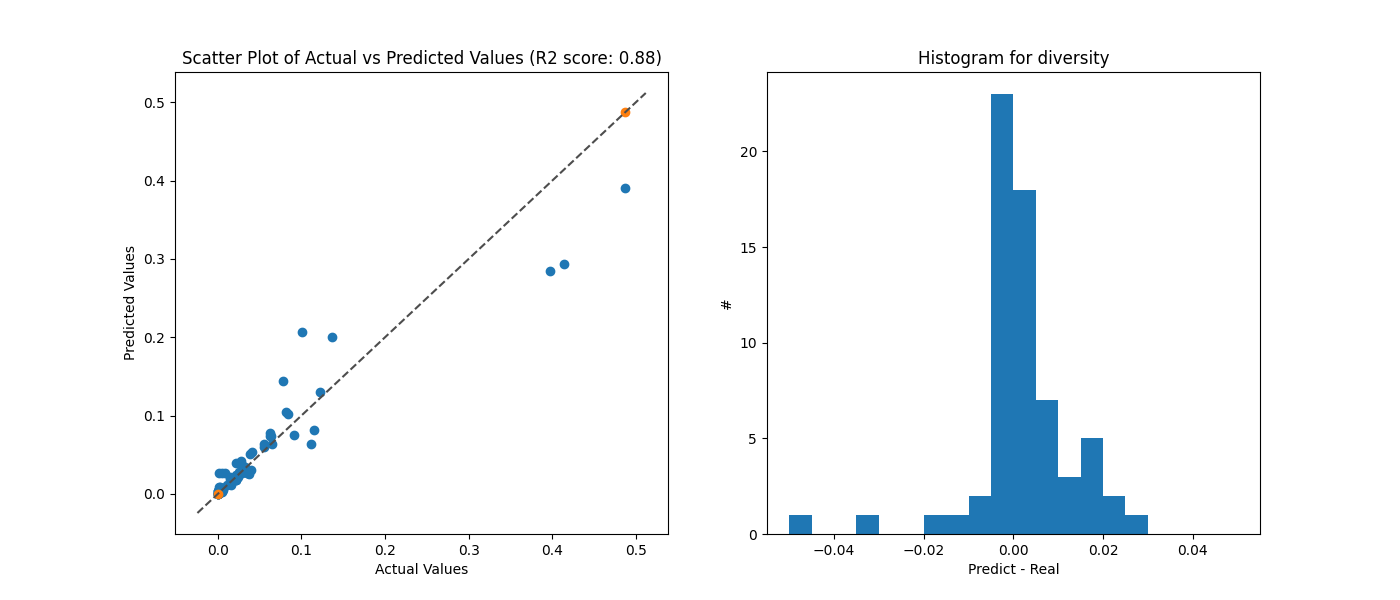 Scatter Plot of Actual vs Predicted Values (R2 score: 0.88)
0.5
0.4
0.3
0.2
0.1
0.0
Predicted Values
0.0 0.1 0.2 0.3 0.4 0.5
Actual Values
Histogram for diversity
20
15
10
5
0
#
−0.04 −0.02 0.00 0.02 0.04
Predict - Real